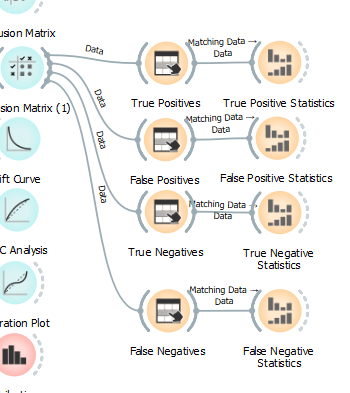 usion Matrix
Data
Matching Data →
Data
sion Matrix (1)
True Positives
True Positive Statistics
Data
Matching Data →
Data
ift Curve
False Positives
False Positive Statistics
Data
Matching Data →
Data
C Analysis
True Negatives
True Negative
Statistics
Data
Matching Data →
Data
ration Plot
False Negatives
False Negative
Statistics